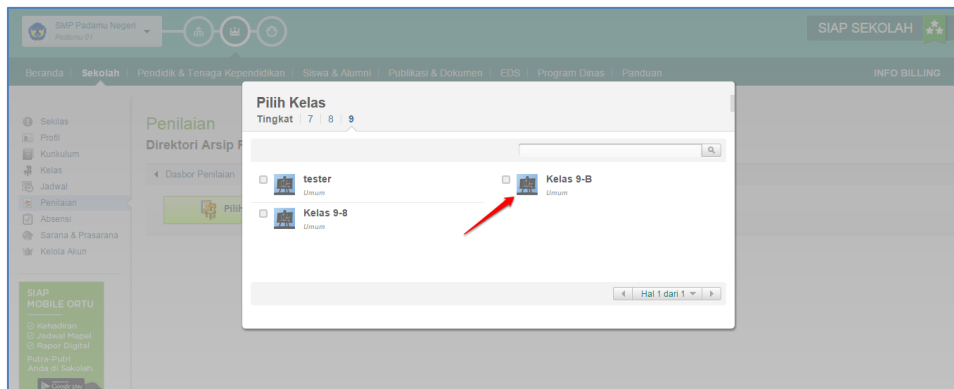 SMP Padamu Negeri
Padamu 01
SIAP SEKOLAH
Beranda Sekolah Pendidik & Tenaga Kependidikan Siswa & Alumni Publikasi & Dokumen EDS Program Dinas Panduan INFO BILLING
Sekilas
Profil
Kurikulum
Kelas
Jadwal
Penilaian
Absensi
Sarana & Prasarana
Kelola Akun
Penilaian
Direktori Arsip
Dasbor Penilaian
Pilih
Pilih Kelas
Tingkat 7 8 9
tester
Umum
Kelas 9-B
Umum
Kelas 9-8
Umum
Hal 1 dari 1
SIAP
MOBILE ORTU
Kehadiran
Jadwal Mapel
Rapor Digital
Putra-Putri
Anda di Sekolah.
Google play